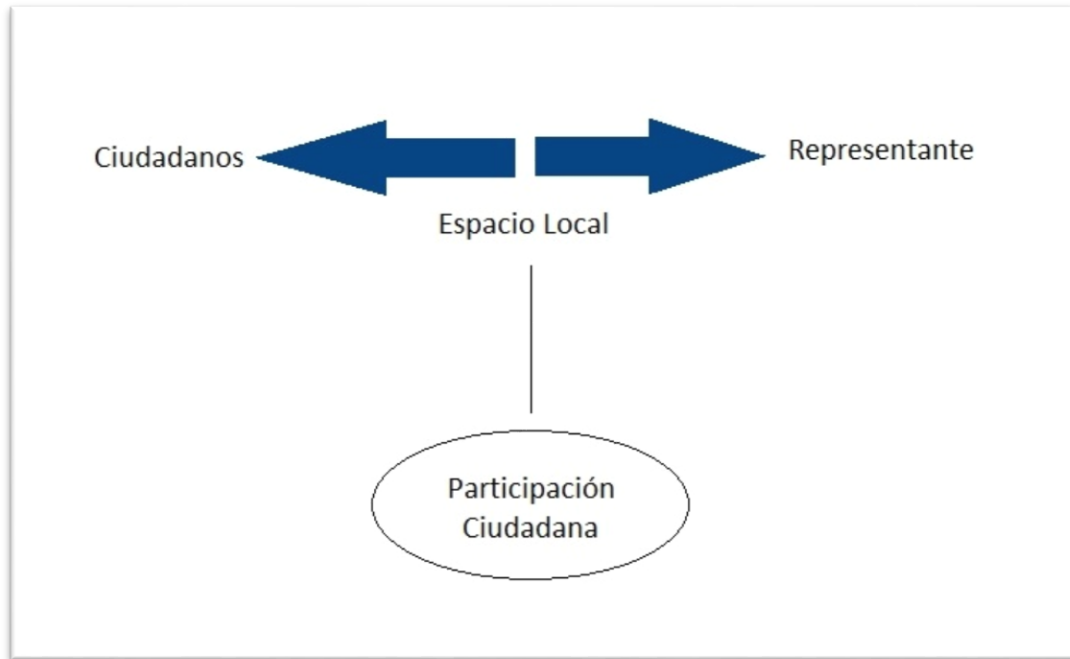 Ciudadanos
Representante
Espacio Local
Participación
Ciudadana